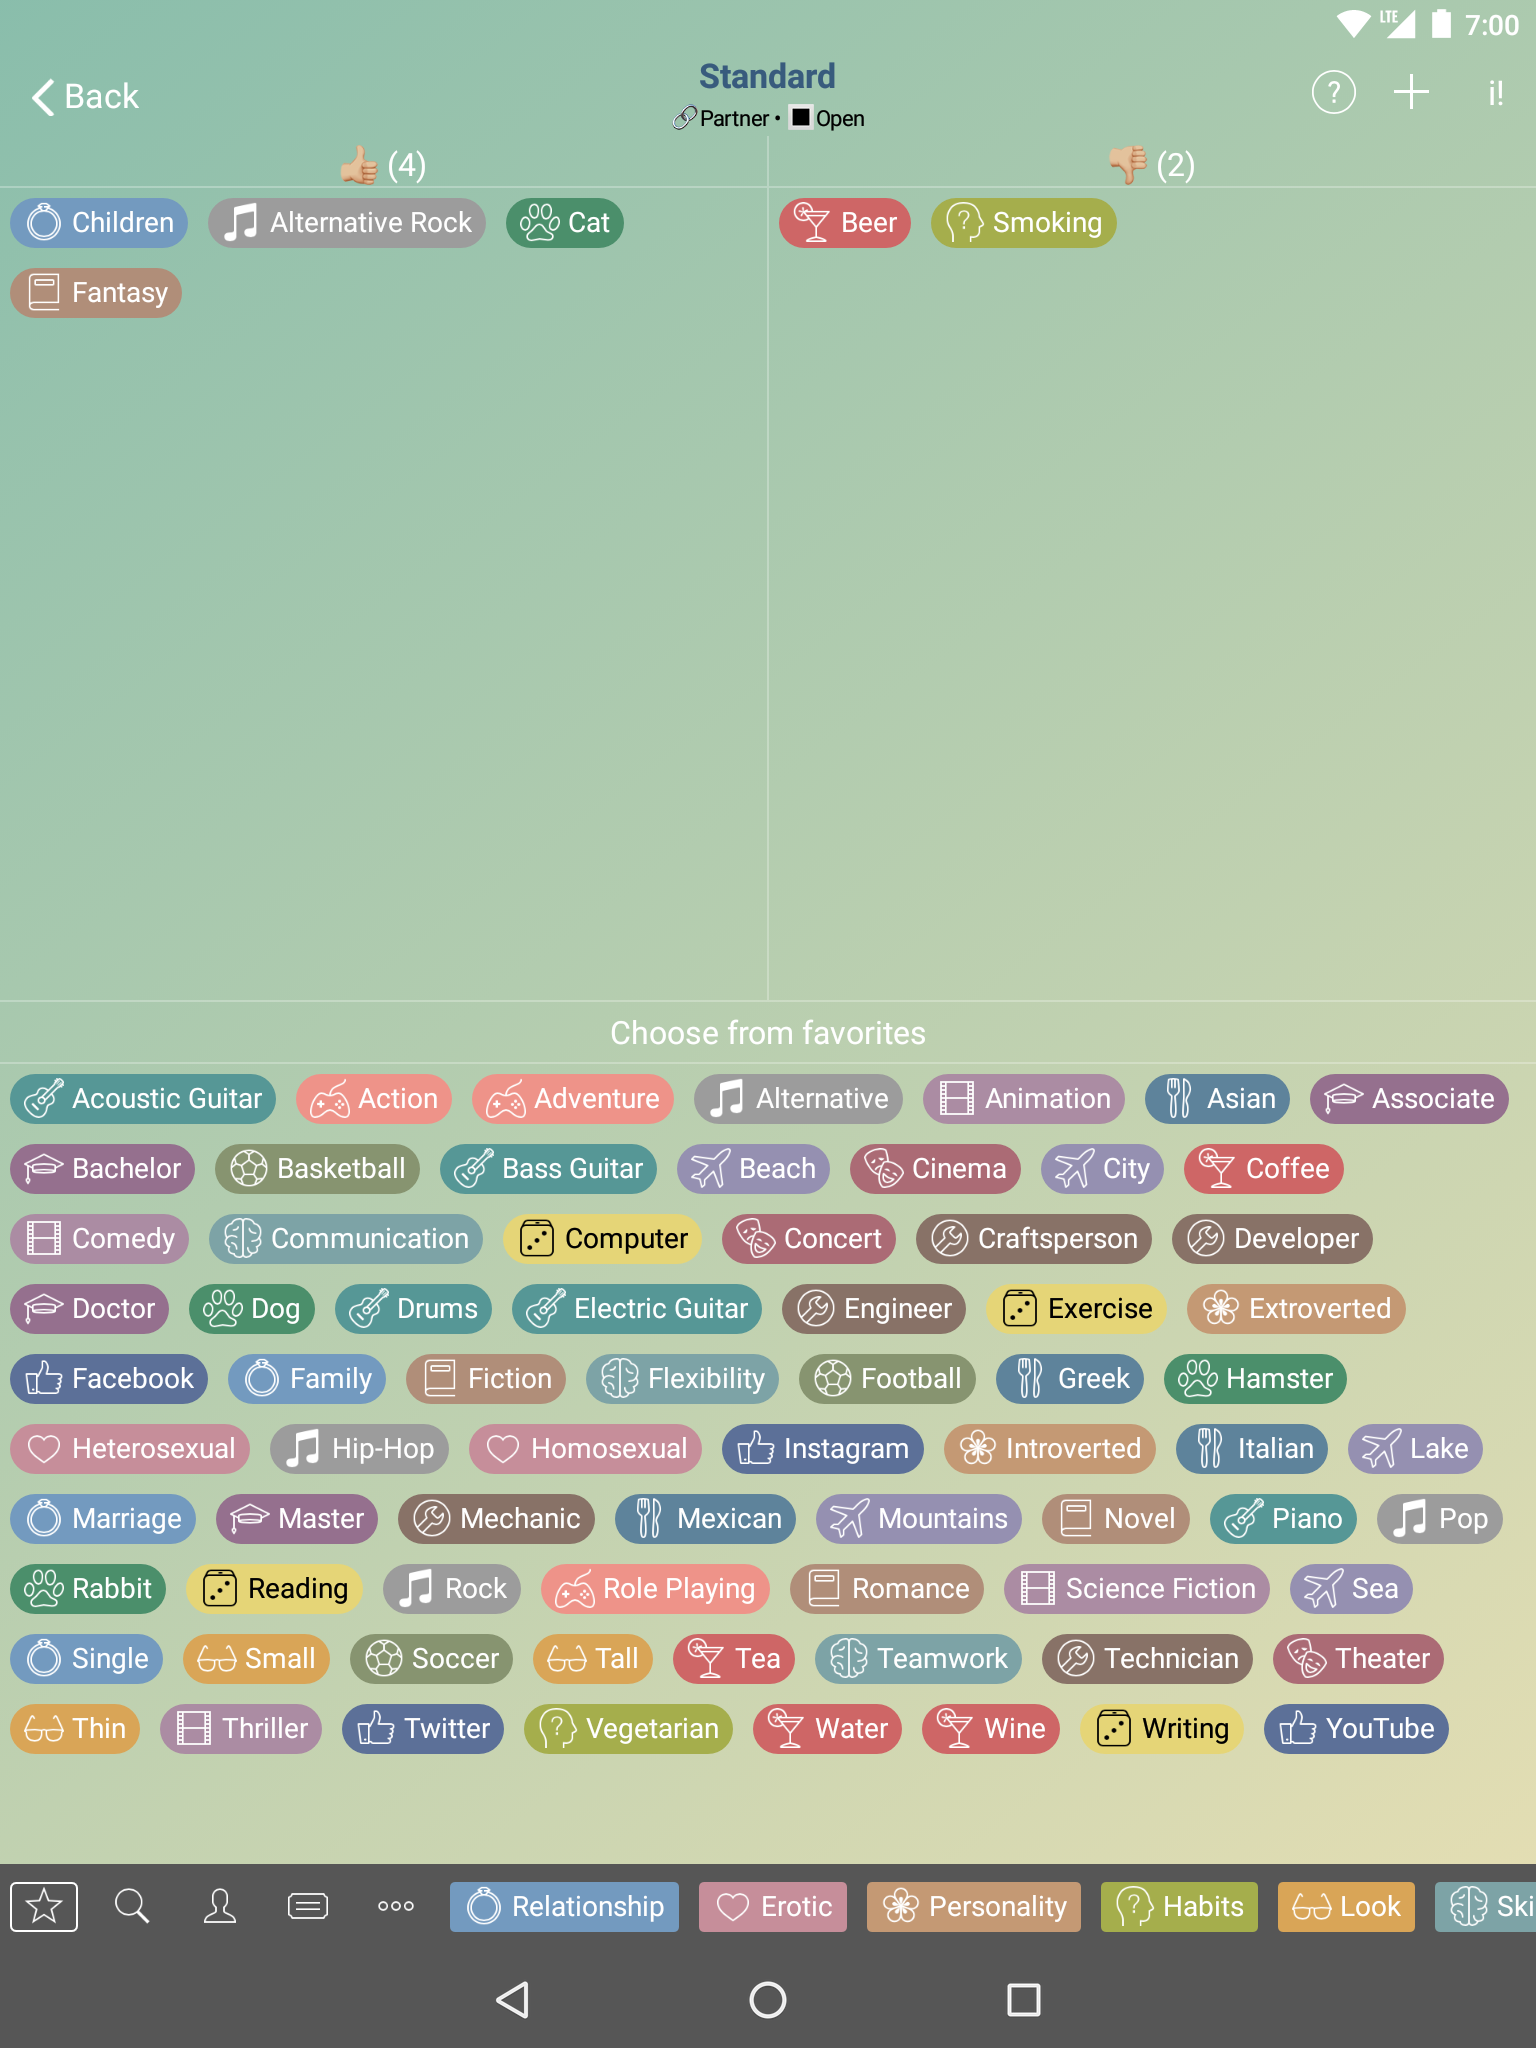 LTE 7:00
Back
Standard
? i!
Partner • Open
(4)
(2)
Children Alternative Rock Cat
Beer Smoking
Fantasy
Choose from favorites
Acoustic Guitar Action Adventure Alternative Animation Asian Associate
Bachelor Basketball Bass Guitar Beach Cinema City Coffee
Comedy Communication Computer Concert Craftsperson Developer
Doctor Dog Drums Electric Guitar Engineer Exercise Extroverted
Facebook Family Fiction Flexibility Football Greek Hamster
Heterosexual Hip-Hop Homosexual Instagram Introverted Italian Lake
Marriage Master Mechanic Mexican Mountains Novel Piano Pop
Rabbit Reading Rock Role Playing Romance Science Fiction Sea
Single Small Soccer Tall Tea Teamwork Technician Theater
Thin Thriller Twitter Vegetarian Water Wine Writing YouTube
Relationship Erotic Personality Habits Look Ski